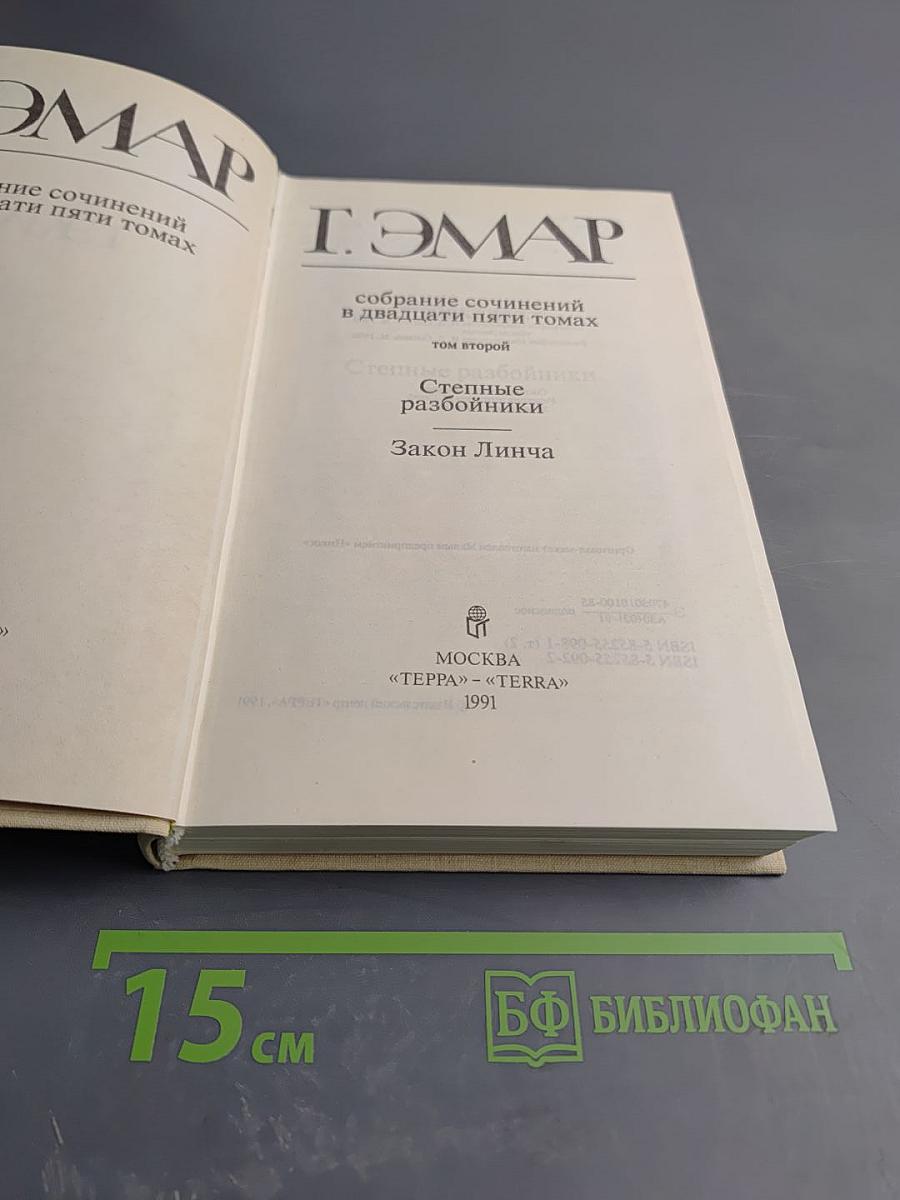 ЭМАР
ние сочинений
ати пяти томах
»
Г. ЭМАР
собрание сочинений
в двадцати пяти томах
том второй
Степные
разбойники
Закон Линча
МОСКВА
«ТЕРРА» – «TERRA»
1991
15 см
БФ БИБЛИОФАН